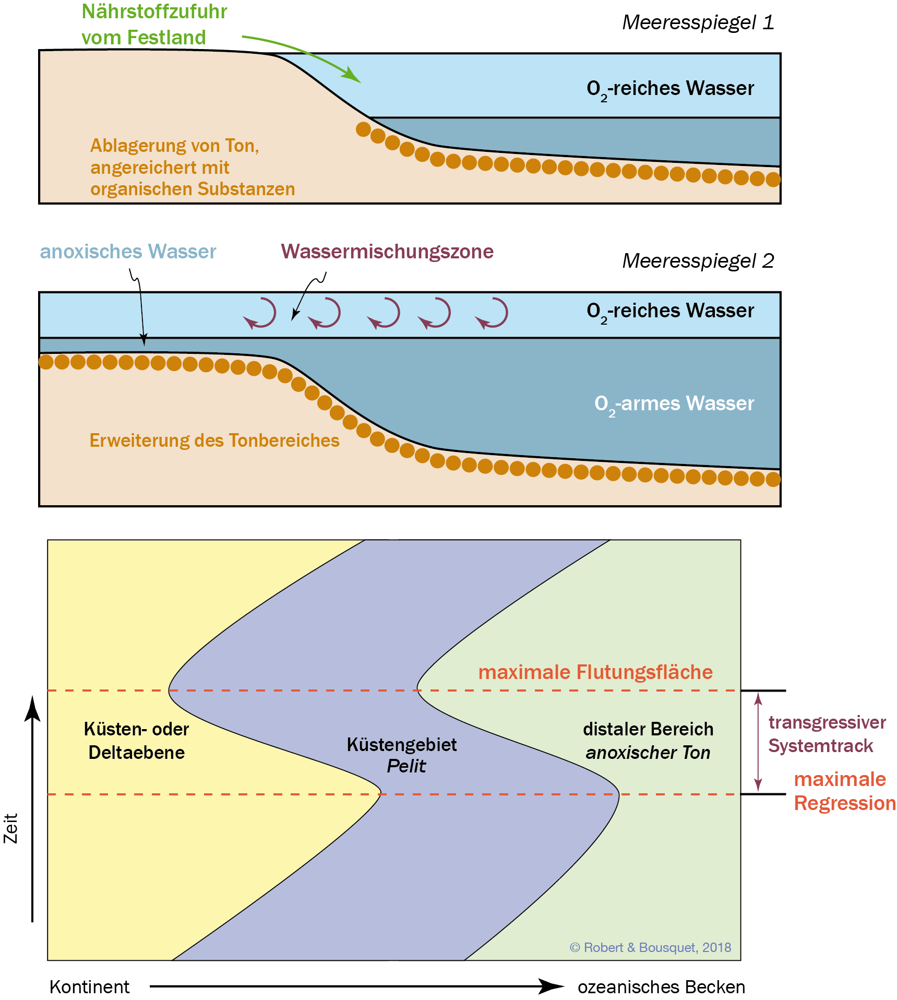 Nährstoffzufuhr
vom Festland
Meeresspiegel 1
O2-reiches Wasser
Ablagerung von Ton,
angereichert mit
organischen Substanzen
anoxisches Wasser
Wassermischungszone
Meeresspiegel 2
O2-reiches Wasser
O2-armes Wasser
Erweiterung des Tonbereiches
maximale Flutungsfläche
Küsten- oder
Deltaebene
Küstengebiet
Pelit
distaler Bereich
anoxischer Ton
transgressiver
Systemtrack
maximale
Regression
Zeit
© Robert & Bousquet, 2018
Kontinent
ozeanisches Becken